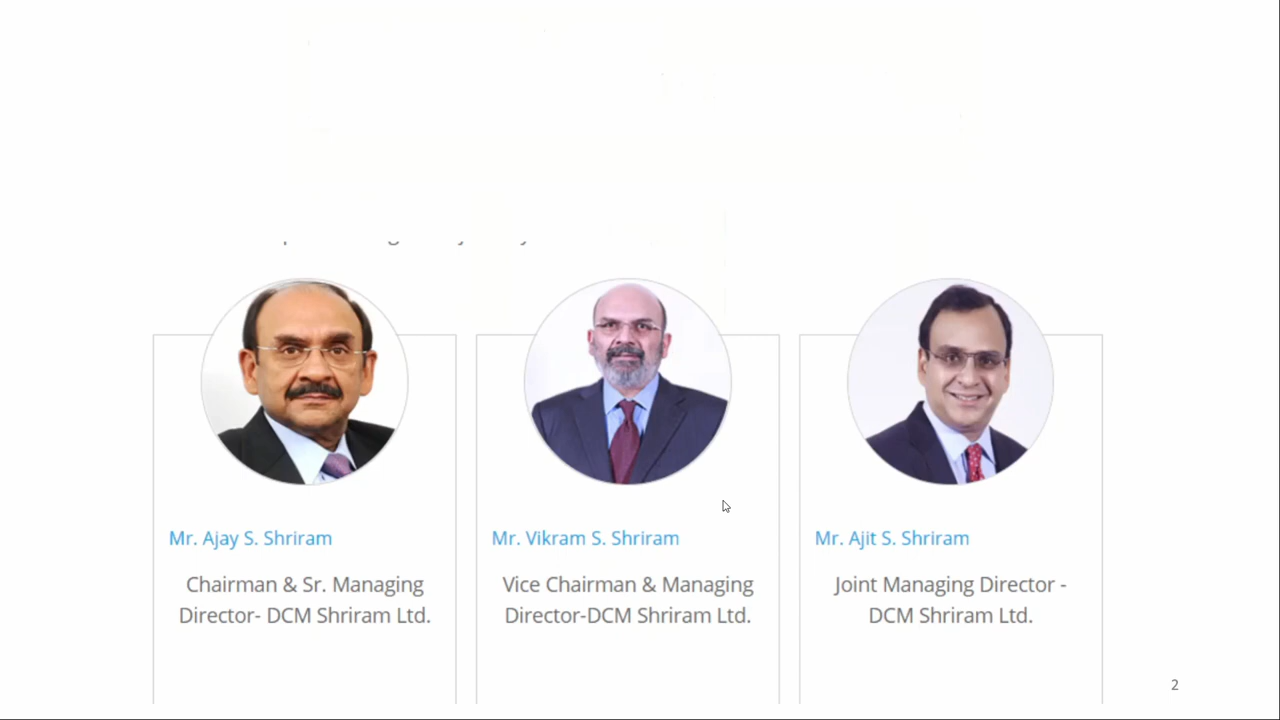 Mr. Ajay S. Shriram
Chairman & Sr. Managing
Director- DCM Shriram Ltd.
Mr. Vikram S. Shriram
Vice Chairman & Managing
Director-DCM Shriram Ltd.
Mr. Ajit S. Shriram
Joint Managing Director -
DCM Shriram Ltd.
2